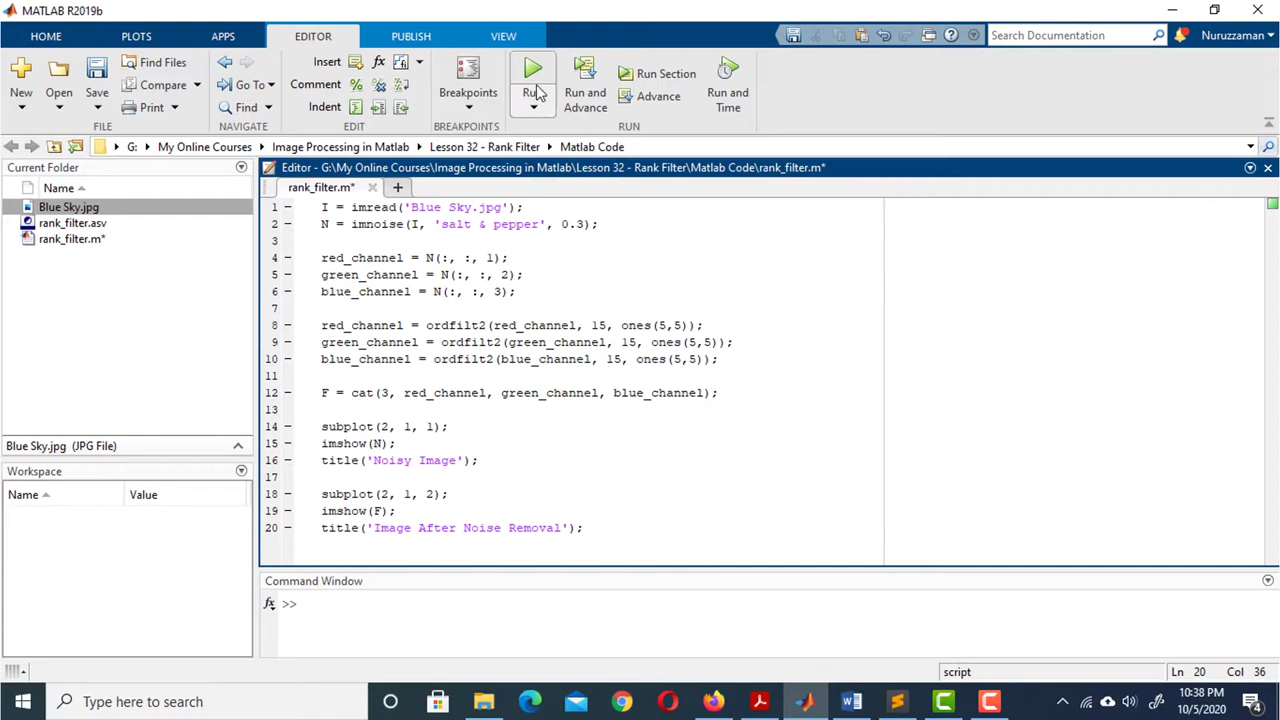 MATLAB R2019b
HOME PLOTS APPS EDITOR PUBLISH VIEW Search Documentation Nuruzzaman
New Open Save Find Files Compare Print
Go To Find
Insert fx
Comment
Indent
Breakpoints Run Run and Advance Run Section Advance Run and Time
FILE NAVIGATE EDIT BREAKPOINTS RUN
G: My Online Courses Image Processing in Matlab Lesson 32 - Rank Filter Matlab Code
Current Folder
Name
Blue Sky.jpg
rank_filter.asv
rank_filter.m*
Blue Sky.jpg (JPG File)
Workspace
Name Value
Editor - G:\My Online Courses\Image Processing in Matlab\Lesson 32 - Rank Filter\Matlab Code\rank_filter.m*
rank_filter.m*
1 I = imread('Blue Sky.jpg');
2 N = imnoise(I, 'salt & pepper', 0.3);
3
4 red_channel = N(:, :, 1);
5 green_channel = N(:, :, 2);
6 blue_channel = N(:, :, 3);
7
8 red_channel = ordfilt2(red_channel, 15, ones(5,5));
9 green_channel = ordfilt2(green_channel, 15, ones(5,5));
10 blue_channel = ordfilt2(blue_channel, 15, ones(5,5));
11
12 F = cat(3, red_channel, green_channel, blue_channel);
13
14 subplot(2, 1, 1);
15 imshow(N);
16 title('Noisy Image');
17
18 subplot(2, 1, 2);
19 imshow(F);
20 title('Image After Noise Removal');
Command Window
fx >>
script Ln 20 Col 36
Type here to search
10:38 PM
10/5/2020
4